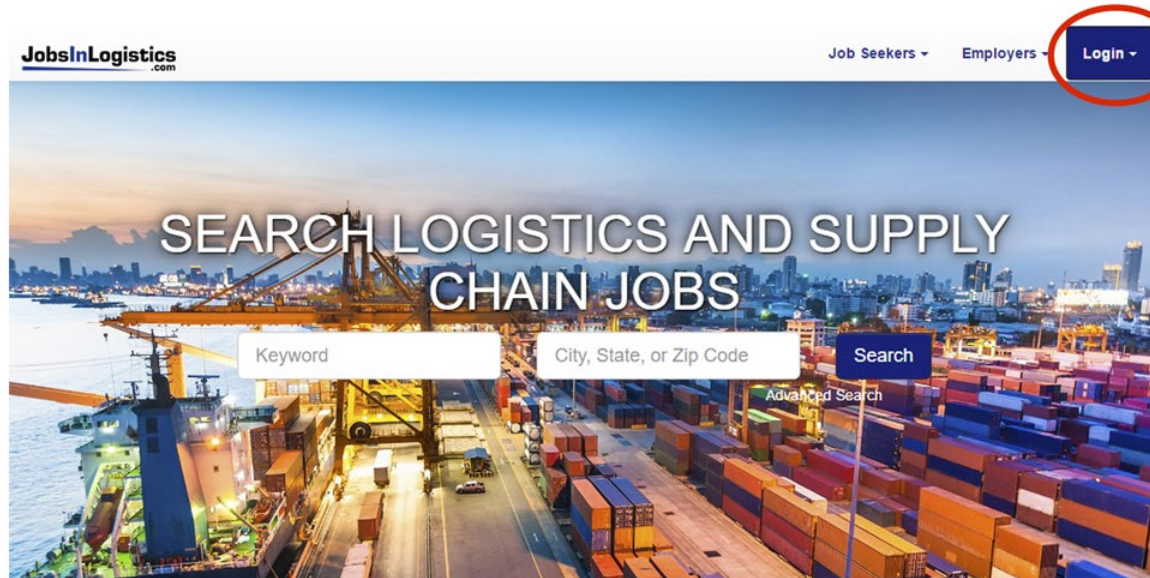 JobsInLogistics
.com
Job Seekers
Employers
Login
SEARCH LOGISTICS AND SUPPLY
CHAIN JOBS
Keyword
City, State, or Zip Code
Search
Advanced Search